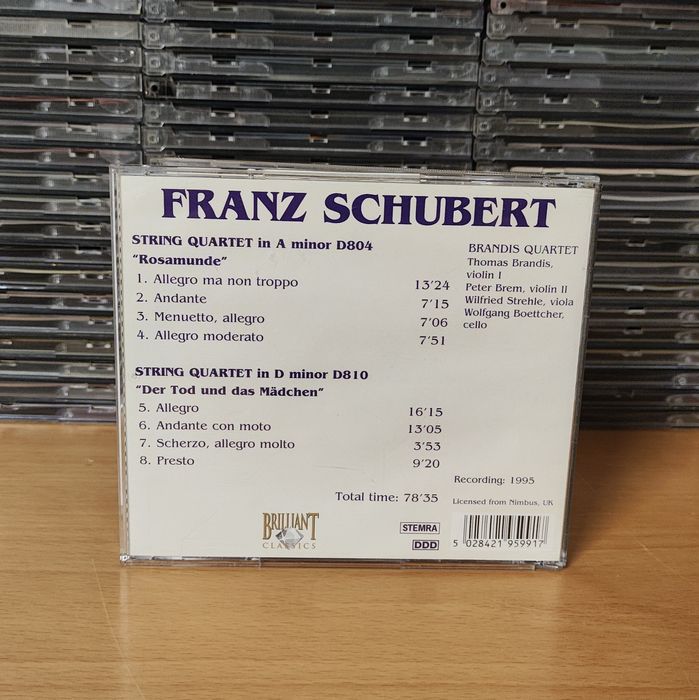 FRANZ SCHUBERT
STRING QUARTET in A minor D804
“Rosamunde”
1. Allegro ma non troppo 13’24
2. Andante 7’15
3. Menuetto, allegro 7’06
4. Allegro moderato 7’51
BRANDIS QUARTET
Thomas Brandis,
violin I
Peter Brem, violin II
Wilfried Strehle, viola
Wolfgang Boettcher,
cello
STRING QUARTET in D minor D810
“Der Tod und das Mädchen”
5. Allegro 16’15
6. Andante con moto 13’05
7. Scherzo, allegro molto 3’53
8. Presto 9’20
Total time: 78’35
Recording: 1995
Licensed from Nimbus, UK
BRILLIANT
CLASSICS
STEMRA
DDD
5 028421 959917